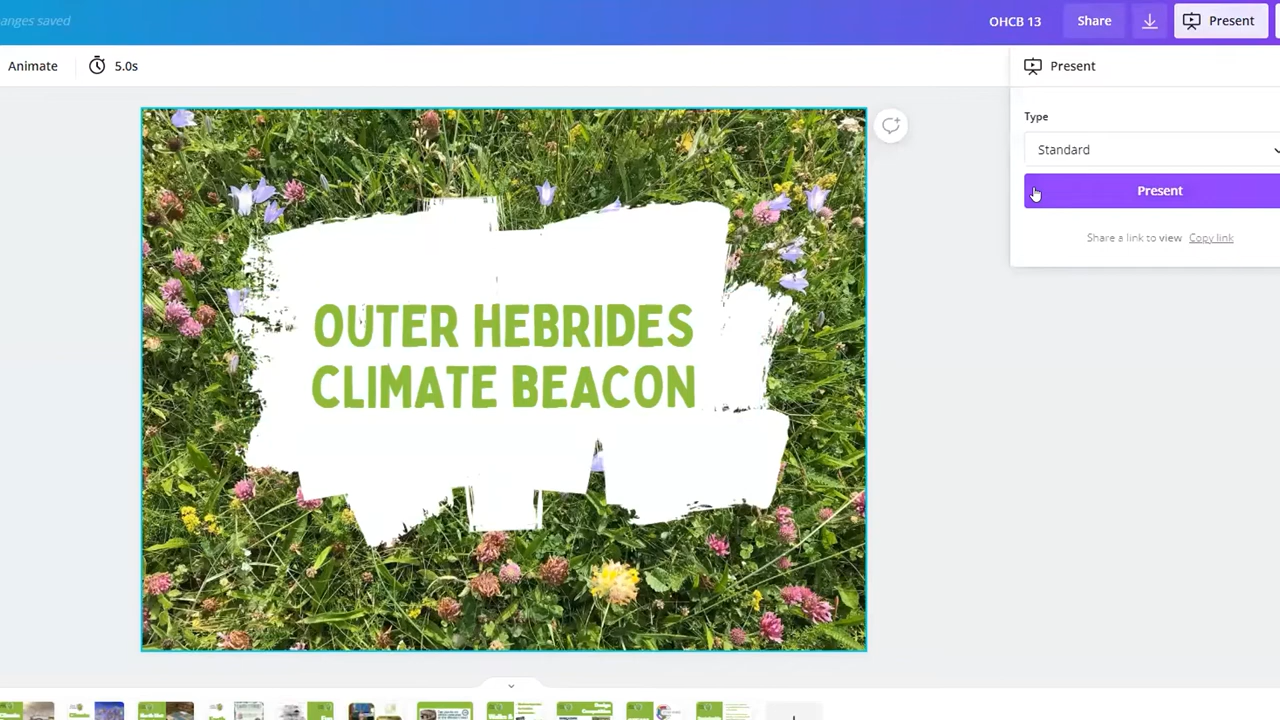 anges saved
OHCB 13
Share
Present
Animate
5.0s
Present
Type
Standard
Present
Share a link to view Copy link
OUTER HEBRIDES
CLIMATE BEACON